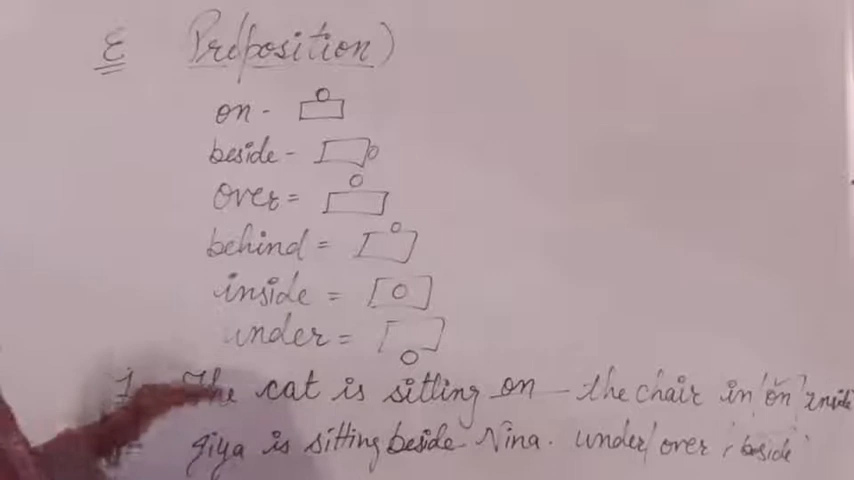 E Preposition)
on -
beside -
over =
behind =
inside =
under =
1 The cat is sitting on the chair in/on/inside
giya is sitting beside Nina. under/over/beside